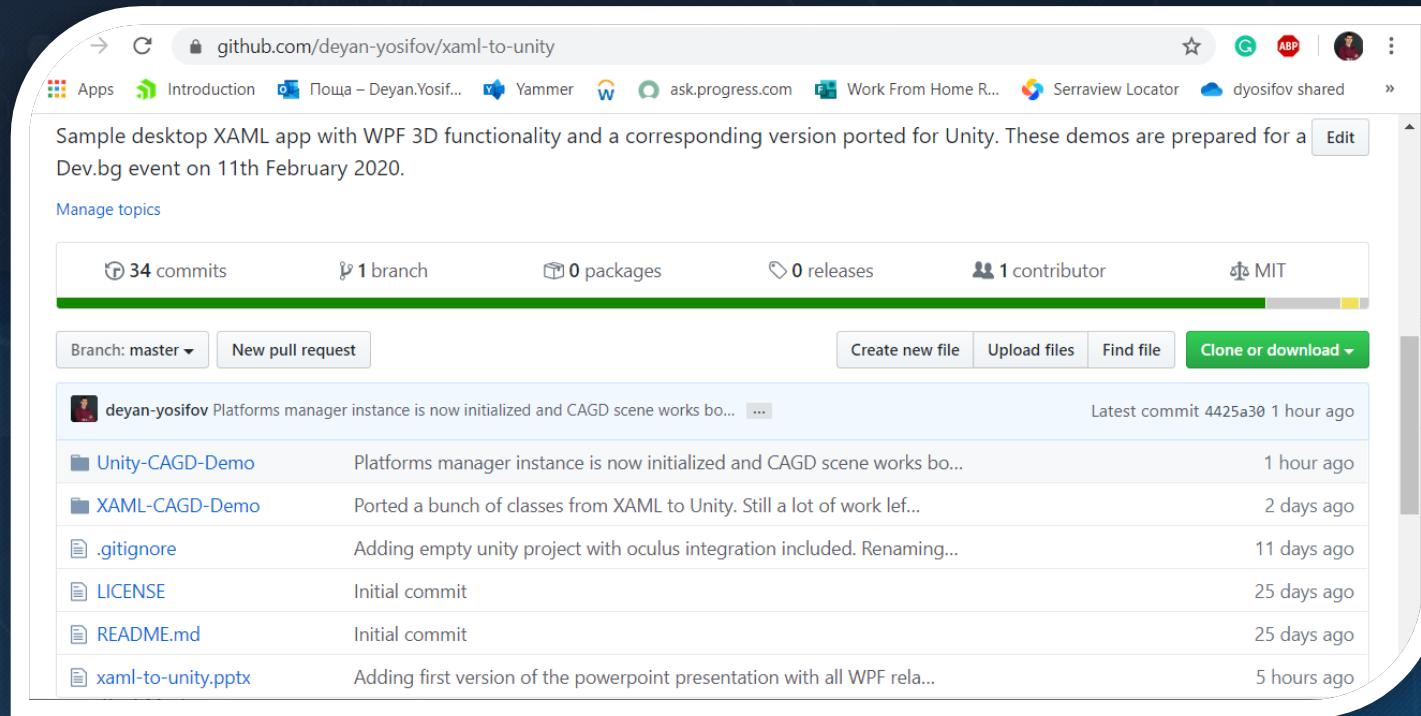 github.com/deyan-yosifov/xaml-to-unity
ABP
Apps Introduction Поща – Deyan.Yosif... Yammer ask.progress.com Work From Home R... Serraview Locator dyosifov shared »
Sample desktop XAML app with WPF 3D functionality and a corresponding version ported for Unity. These demos are prepared for a Edit
Dev.bg event on 11th February 2020.
Manage topics
34 commits 1 branch 0 packages 0 releases 1 contributor MIT
Branch: master New pull request Create new file Upload files Find file Clone or download
deyan-yosifov Platforms manager instance is now initialized and CAGD scene works bo... ... Latest commit 4425a30 1 hour ago
Unity-CAGD-Demo Platforms manager instance is now initialized and CAGD scene works bo... 1 hour ago
XAML-CAGD-Demo Ported a bunch of classes from XAML to Unity. Still a lot of work lef... 2 days ago
.gitignore Adding empty unity project with oculus integration included. Renaming... 11 days ago
LICENSE Initial commit 25 days ago
README.md Initial commit 25 days ago
xaml-to-unity.pptx Adding first version of the powerpoint presentation with all WPF rela... 5 hours ago